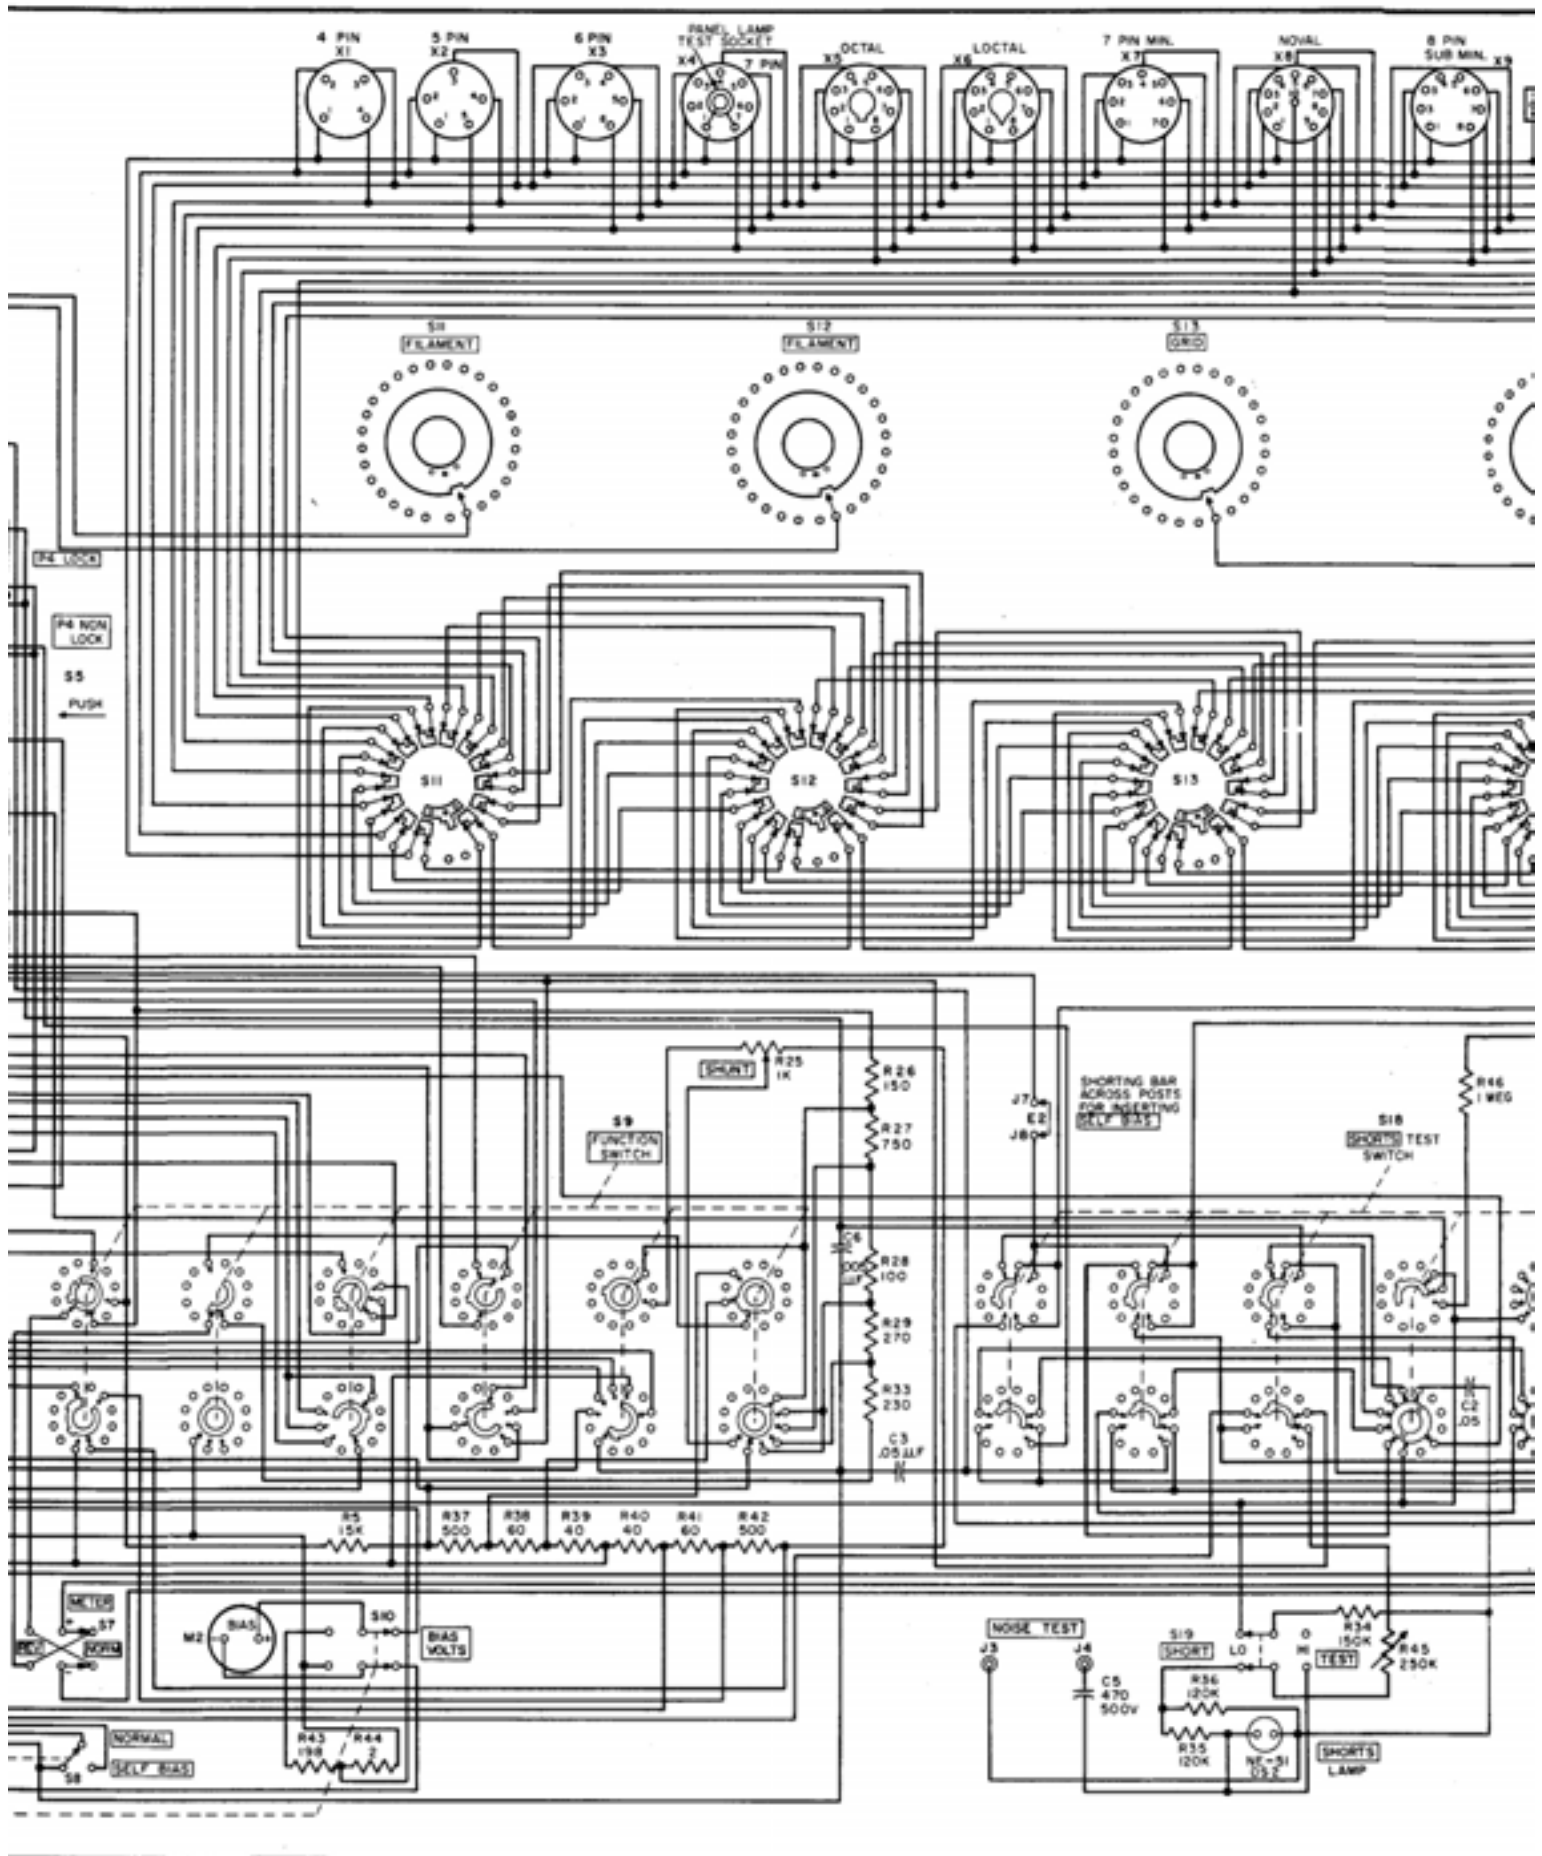 4 PIN
X1
5 PIN
X2
6 PIN
X3
PANEL LAMP
TEST SOCKET
X4
7 PIN
OCTAL
X5
LOCTAL
X6
7 PIN MIN.
X7
NOVAL
X8
8 PIN
SUB MIN.
X9
S11
FILAMENT
S12
FILAMENT
S13
GRID
P4 LOCK
P4 NON
LOCK
S5
PUSH
S11
S12
S13
SHUNT
R25
1K
R26
150
R27
750
S9
FUNCTION
SWITCH
J7
E2
J8
SHORTING BAR
ACROSS POSTS
FOR INSERTING
SELF BIAS
S18
SHORTS TEST
SWITCH
R46
1 MEG
C6
R28
100
R29
270
R33
230
C3
.05 µµF
C2
.05
R5
15K
R37
500
R38
60
R39
40
R40
40
R41
60
R42
500
METER
S7
REV
NORM
M2
BIAS
S10
BIAS
VOLTS
NOISE TEST
J3
J4
C5
470
500V
S19
SHORT
LO
HI
TEST
R34
150K
R45
250K
R36
120K
R35
120K
NE-51
DS2
SHORTS
LAMP
NORMAL
SELF BIAS
S8
R43
198
R44
2